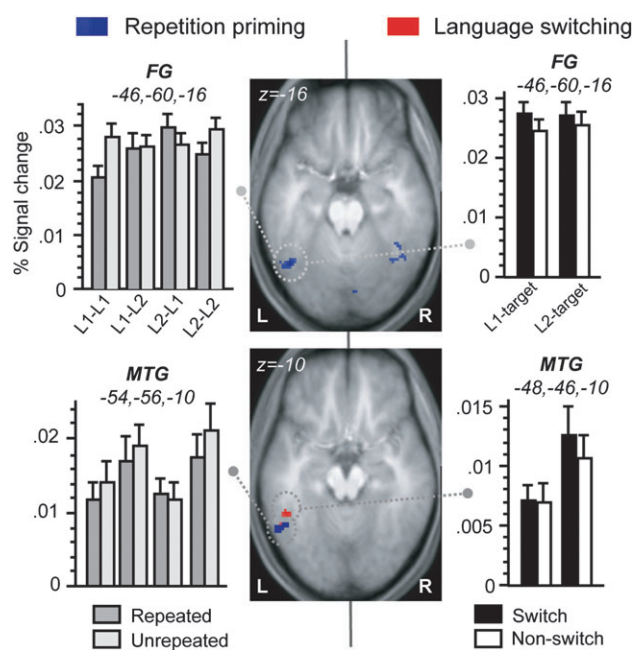 Repetition priming
Language switching
FG
-46,-60,-16
% Signal change
.03
.02
.01
0
L1-L1
L1-L2
L2-L1
L2-L2
z=-16
L
R
FG
-46,-60,-16
.03
.02
.01
0
L1-target
L2-target
MTG
-54,-56,-10
.02
.01
0
Repeated
Unrepeated
z=-10
L
R
MTG
-48,-46,-10
.015
.01
.005
0
Switch
Non-switch